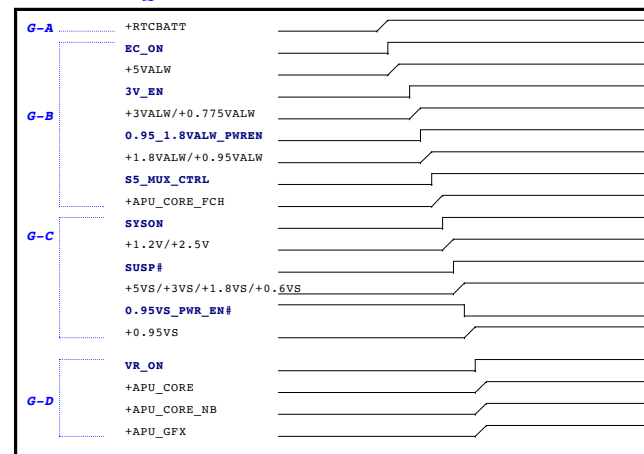 G-A
+RTCBATT
EC_ON
+5VALW
3V_EN
G-B
+3VALW/+0.775VALW
0.95_1.8VALW_PWREN
+1.8VALW/+0.95VALW
S5_MUX_CTRL
+APU_CORE_FCH
SYSON
G-C
+1.2V/+2.5V
SUSP#
+5VS/+3VS/+1.8VS/+0.6VS
0.95VS_PWR_EN#
+0.95VS
VR_ON
+APU_CORE
G-D
+APU_CORE_NB
+APU_GFX